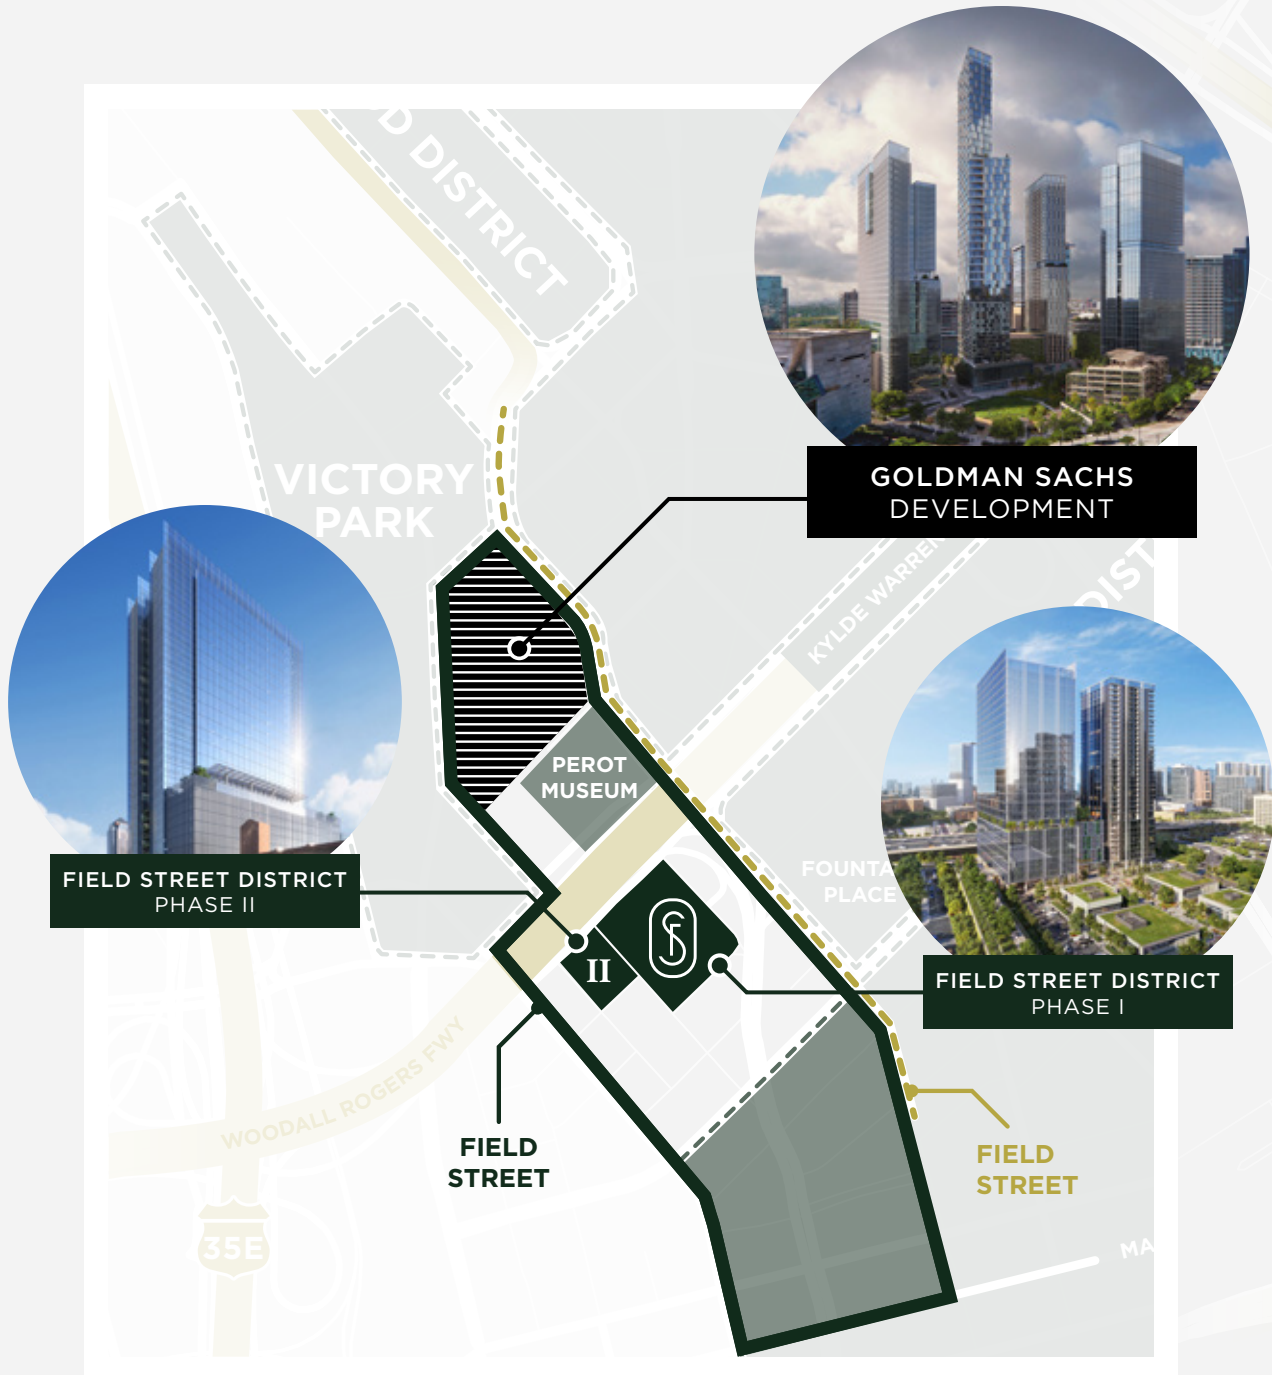 D DISTRICT
VICTORY
PARK
GOLDMAN SACHS
DEVELOPMENT
KYLDE WARREN
DIST
PEROT
MUSEUM
FOUNTA
PLACE
FIELD STREET DISTRICT
PHASE II
II
FIELD STREET DISTRICT
PHASE I
WOODALL ROGERS FWY
FIELD
STREET
FIELD
STREET
35E
MA